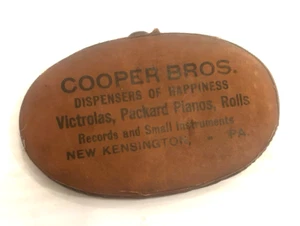 COOPER BROS.
DISPENSERS OF HAPPINESS
Victrolas, Packard Pianos, Rolls
Records and Small Instruments
NEW KENSINGTON, - PA.